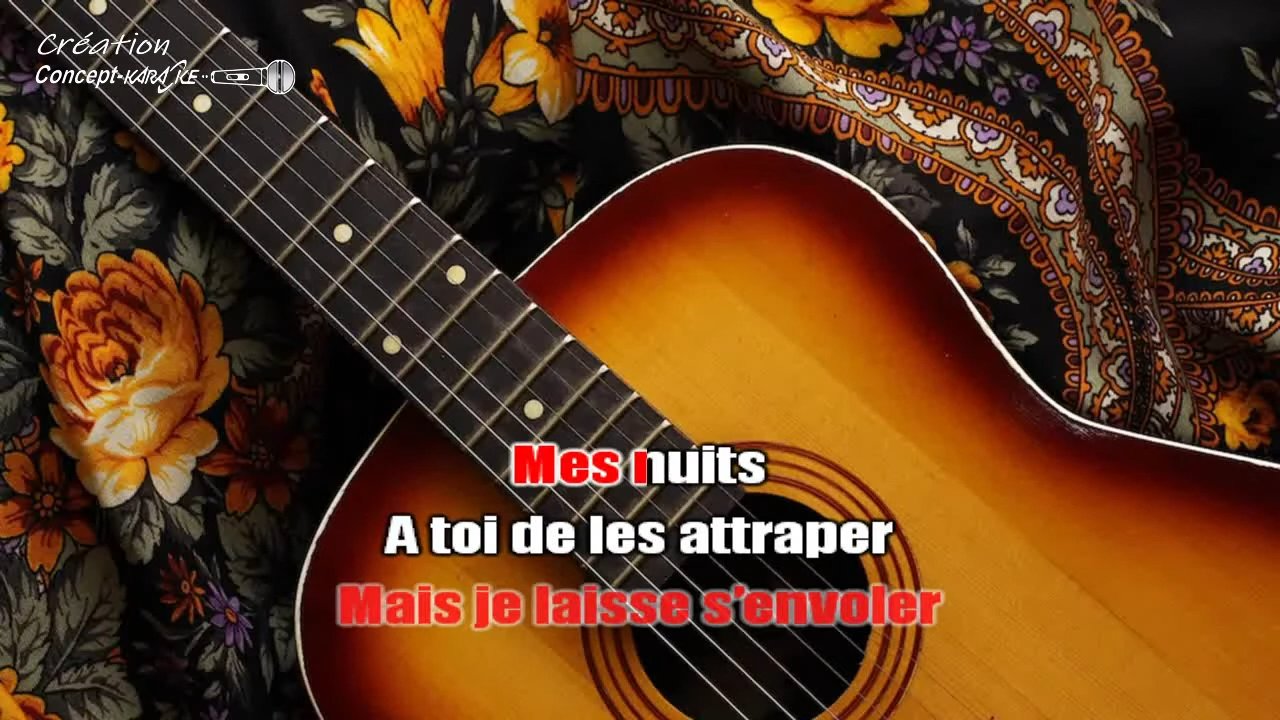 Création
Concept-KARAOKE
Mes nuits
A toi de les attraper
Mais je laisse s'envoler